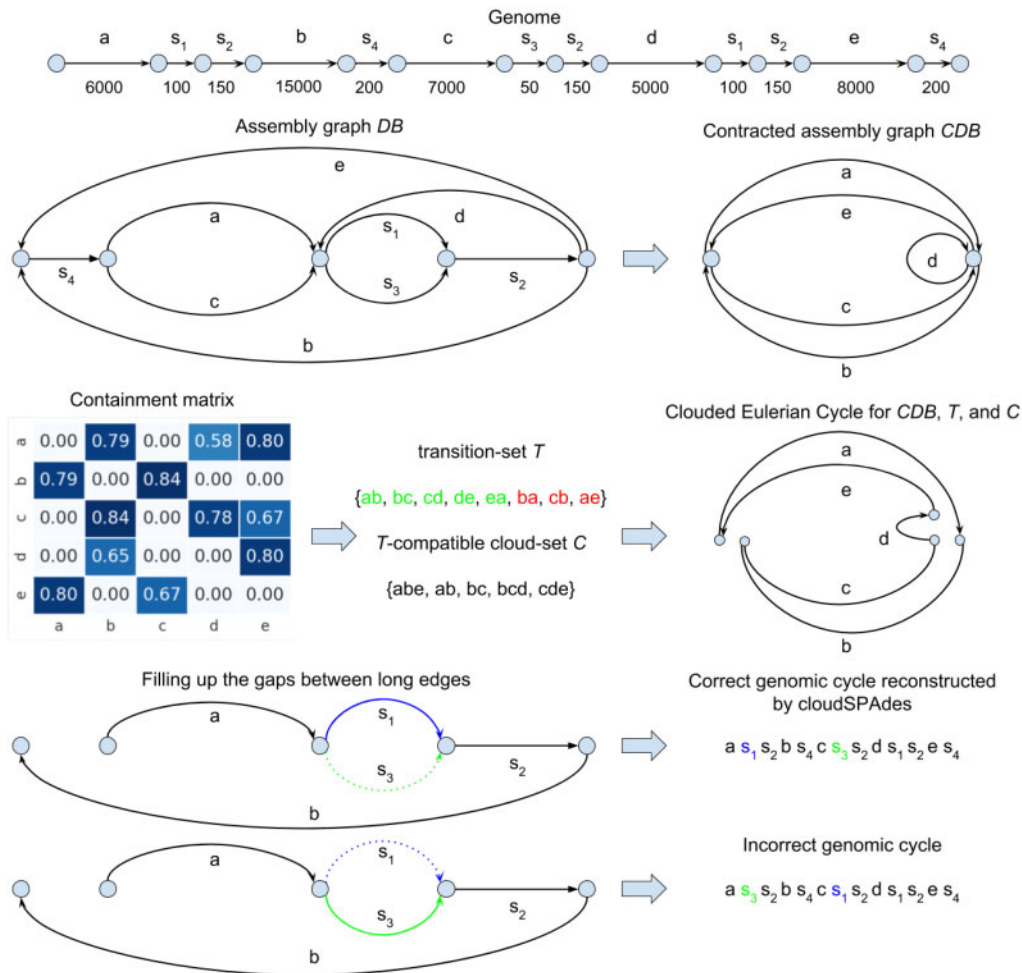 Genome
a s₁ s₂ b s₄ c s₃ s₂ d s₁ s₂ e s₄
6000 100 150 15000 200 7000 50 150 5000 100 150 8000 200
Assembly graph DB
Contracted assembly graph CDB
e
a
d
s₁
s₄
s₂
s₃
c
b
a
e
d
c
b
Containment matrix
a 0.00 0.79 0.00 0.58 0.80
b 0.79 0.00 0.84 0.00 0.00
c 0.00 0.84 0.00 0.78 0.67
d 0.00 0.65 0.00 0.00 0.80
e 0.80 0.00 0.67 0.00 0.00
a b c d e
transition-set T
{ab, bc, cd, de, ea, ba, cb, ae}
T-compatible cloud-set C
{abe, ab, bc, bcd, cde}
Clouded Eulerian Cycle for CDB, T, and C
a
e
d
c
b
Filling up the gaps between long edges
a
s₁
s₃
s₂
b
Correct genomic cycle reconstructed
by cloudSPAdes
a s₁ s₂ b s₄ c s₃ s₂ d s₁ s₂ e s₄
a
s₁
s₃
s₂
b
Incorrect genomic cycle
a s₃ s₂ b s₄ c s₁ s₂ d s₁ s₂ e s₄